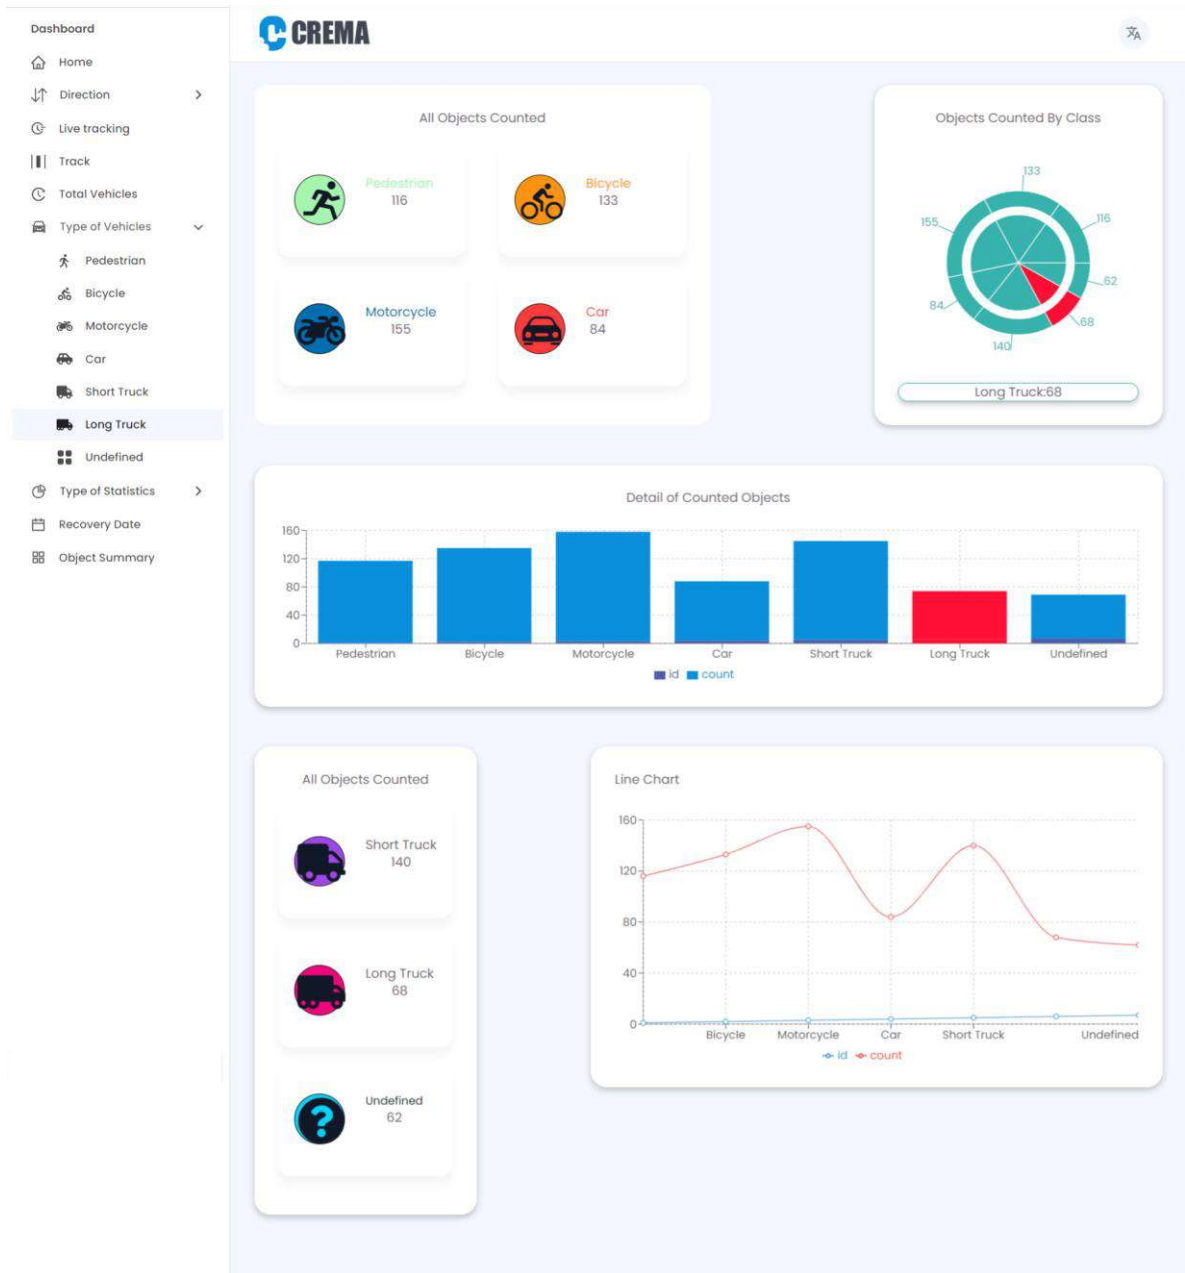 Dashboard
Home
Direction
Live tracking
Track
Total Vehicles
Type of Vehicles
Pedestrian
Bicycle
Motorcycle
Car
Short Truck
Long Truck
Undefined
Type of Statistics
Recovery Date
Object Summary
CREMA
All Objects Counted
Pedestrian
116
Bicycle
133
Motorcycle
155
Car
84
Objects Counted By Class
133
155
116
62
84
68
140
Long Truck:68
Detail of Counted Objects
160
120
80
40
0
Pedestrian Bicycle Motorcycle Car Short Truck Long Truck Undefined
id count
All Objects Counted
Short Truck
140
Long Truck
68
Undefined
62
Line Chart
160
120
80
40
0
Bicycle Motorcycle Car Short Truck Undefined
id count